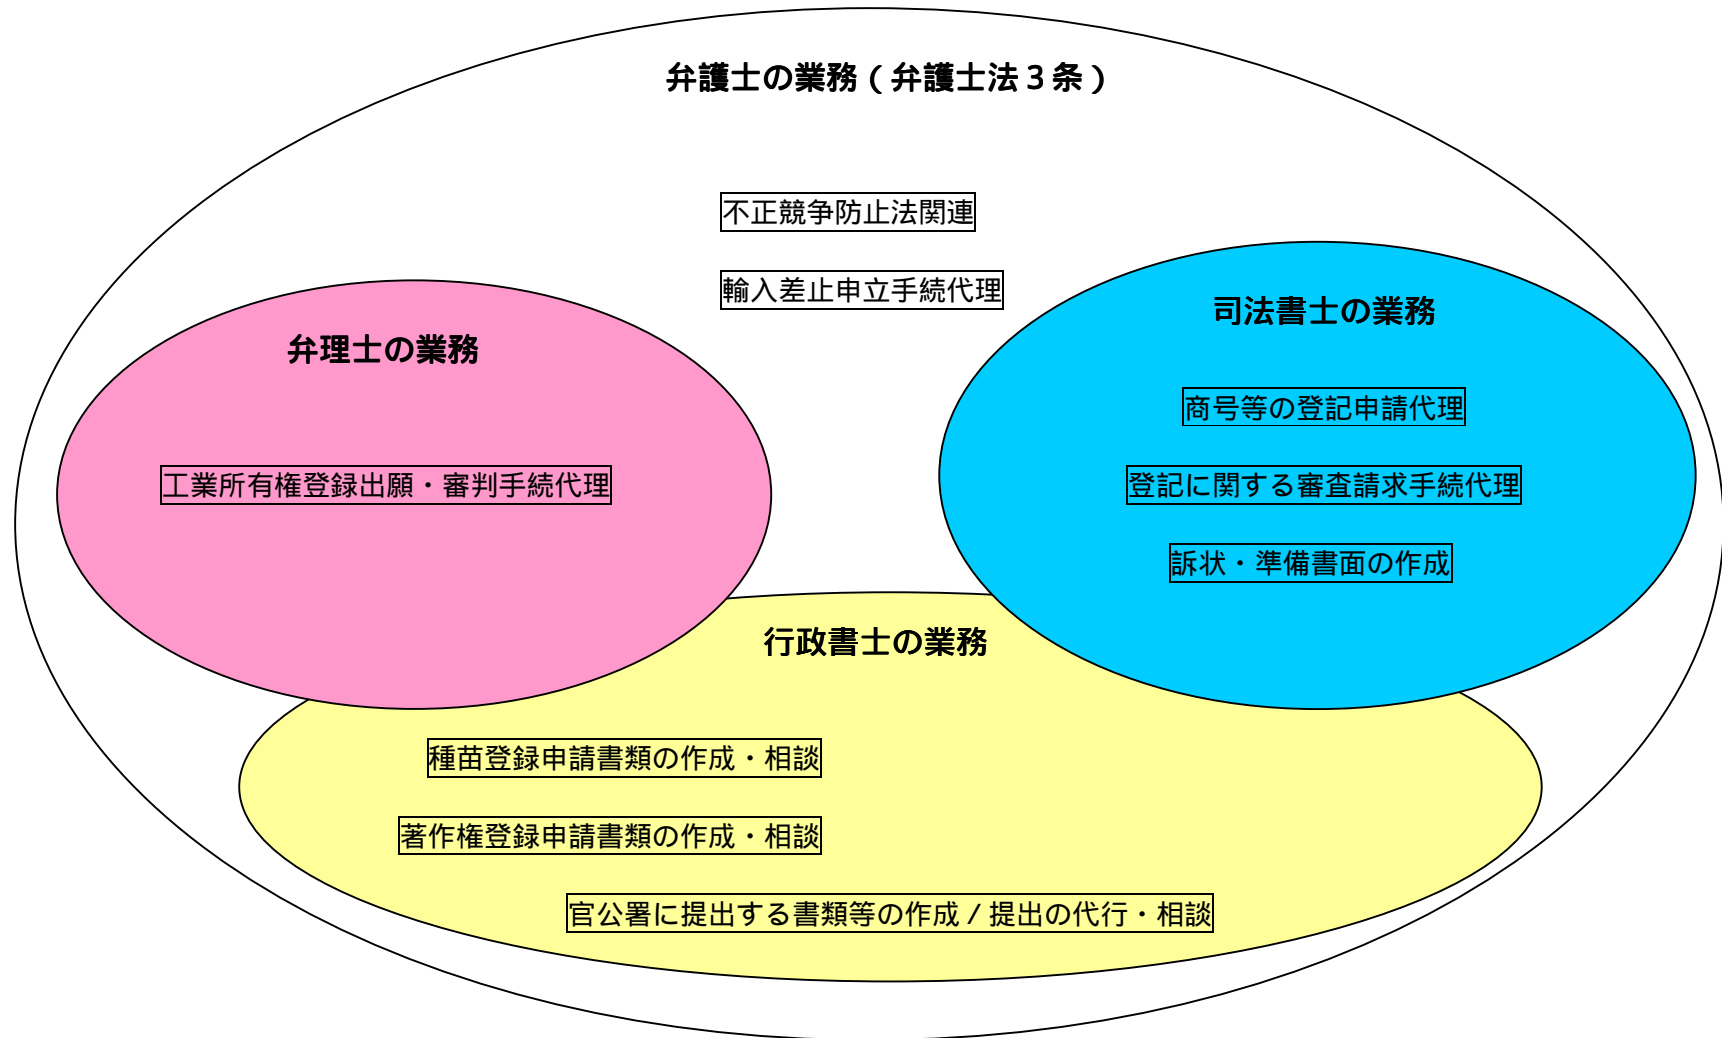 弁護士の業務（弁護士法３条）
不正競争防止法関連
輸入差止申立手続代理
弁理士の業務
工業所有権登録出願・審判手続代理
司法書士の業務
商号等の登記申請代理
登記に関する審査請求手続代理
訴状・準備書面の作成
行政書士の業務
種苗登録申請書類の作成・相談
著作権登録申請書類の作成・相談
官公署に提出する書類等の作成／提出の代行・相談